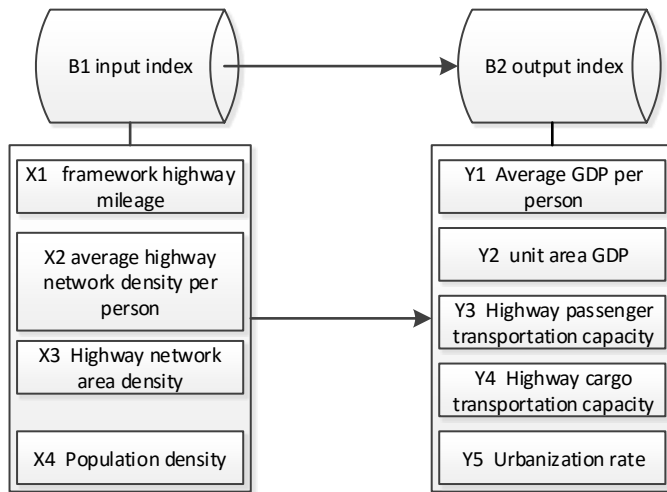 B1 input index
B2 output index
X1 framework highway
mileage
X2 average highway
network density per
person
X3 Highway network
area density
X4 Population density
Y1 Average GDP per
person
Y2 unit area GDP
Y3 Highway passenger
transportation capacity
Y4 Highway cargo
transportation capacity
Y5 Urbanization rate